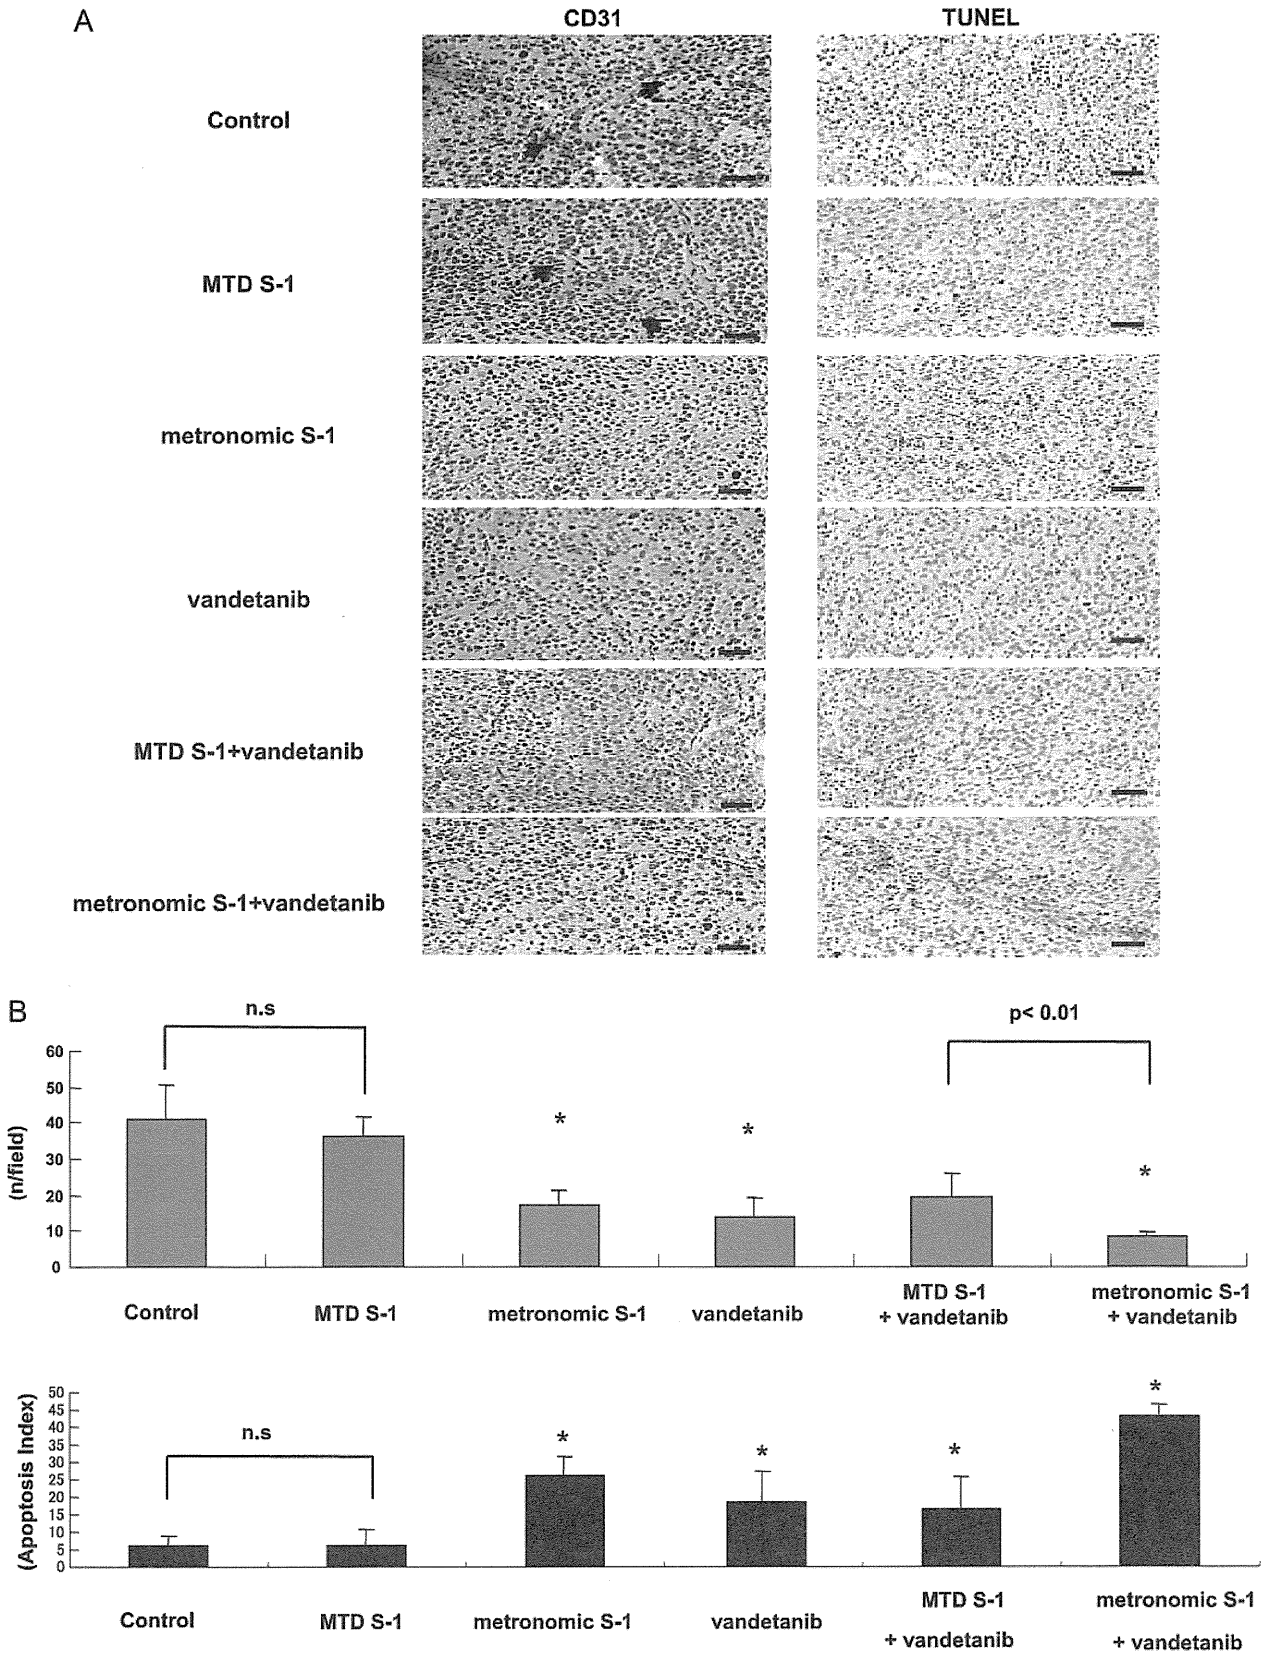 A
CD31
TUNEL
Control
MTD S-1
metronomic S-1
vandetanib
MTD S-1+vandetanib
metronomic S-1+vandetanib
B
n.s
p< 0.01
(n/field)
60
50
40
30
20
10
0
*
*
*
Control
MTD S-1
metronomic S-1
vandetanib
MTD S-1
+ vandetanib
metronomic S-1
+ vandetanib
(Apoptosis Index)
50
45
40
35
30
25
20
15
10
5
0
n.s
*
*
*
*
Control
MTD S-1
metronomic S-1
vandetanib
MTD S-1
+ vandetanib
metronomic S-1
+ vandetanib